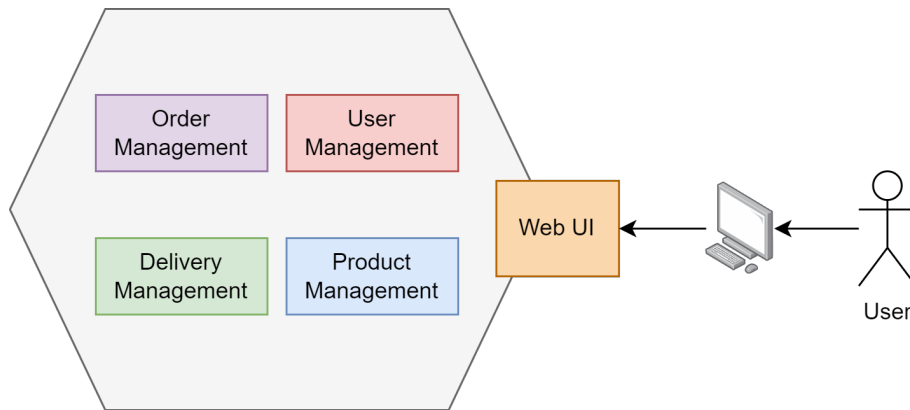 Order
Management
User
Management
Web UI
Delivery
Management
Product
Management
User